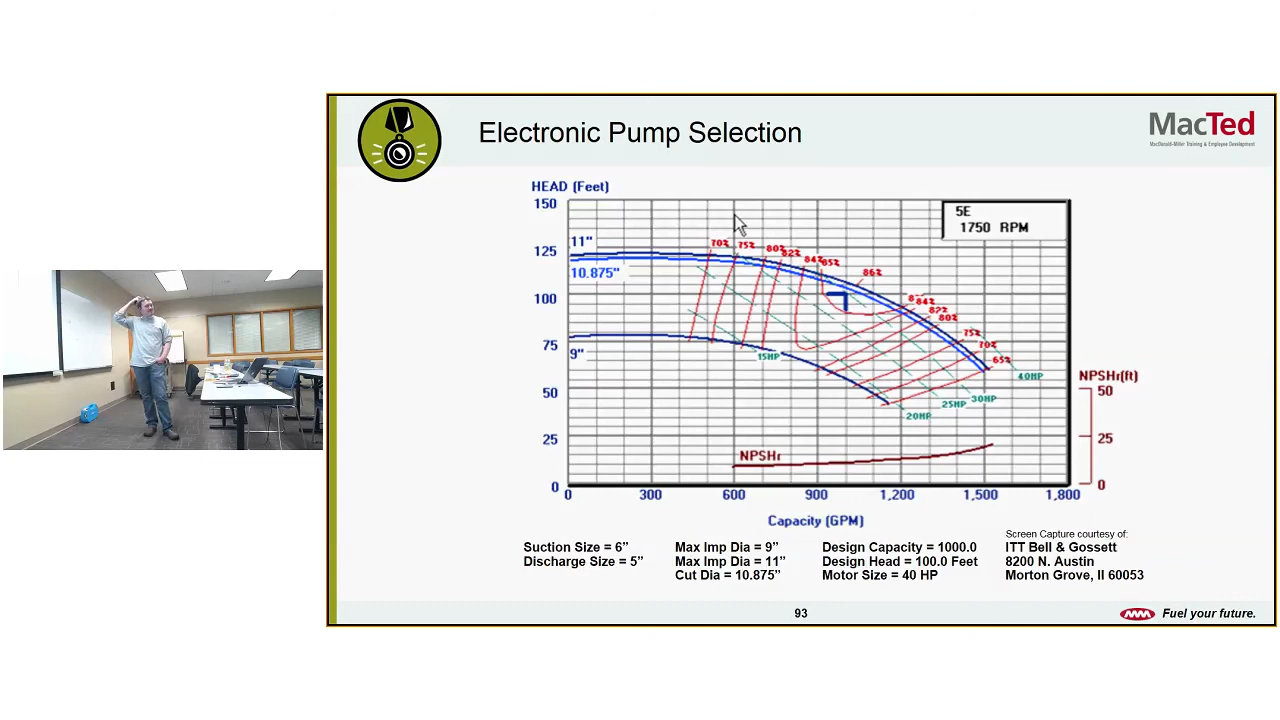 Electronic Pump Selection
MacTed
MacDonald-Miller Training & Employee Development
HEAD (Feet)
150
125
100
75
50
25
0
11"
10.875"
9"
5E
1750 RPM
70%
75%
80%
82%
84%
85%
86%
84%
82%
80%
75%
70%
65%
15HP
20HP
25HP
30HP
40HP
NPSHr
NPSHr(ft)
50
25
0
0 300 600 900 1,200 1,500 1,800
Capacity (GPM)
Suction Size = 6”
Discharge Size = 5”
Max Imp Dia = 9”
Max Imp Dia = 11”
Cut Dia = 10.875”
Design Capacity = 1000.0
Design Head = 100.0 Feet
Motor Size = 40 HP
Screen Capture courtesy of:
ITT Bell & Gossett
8200 N. Austin
Morton Grove, Il 60053
93
Fuel your future.